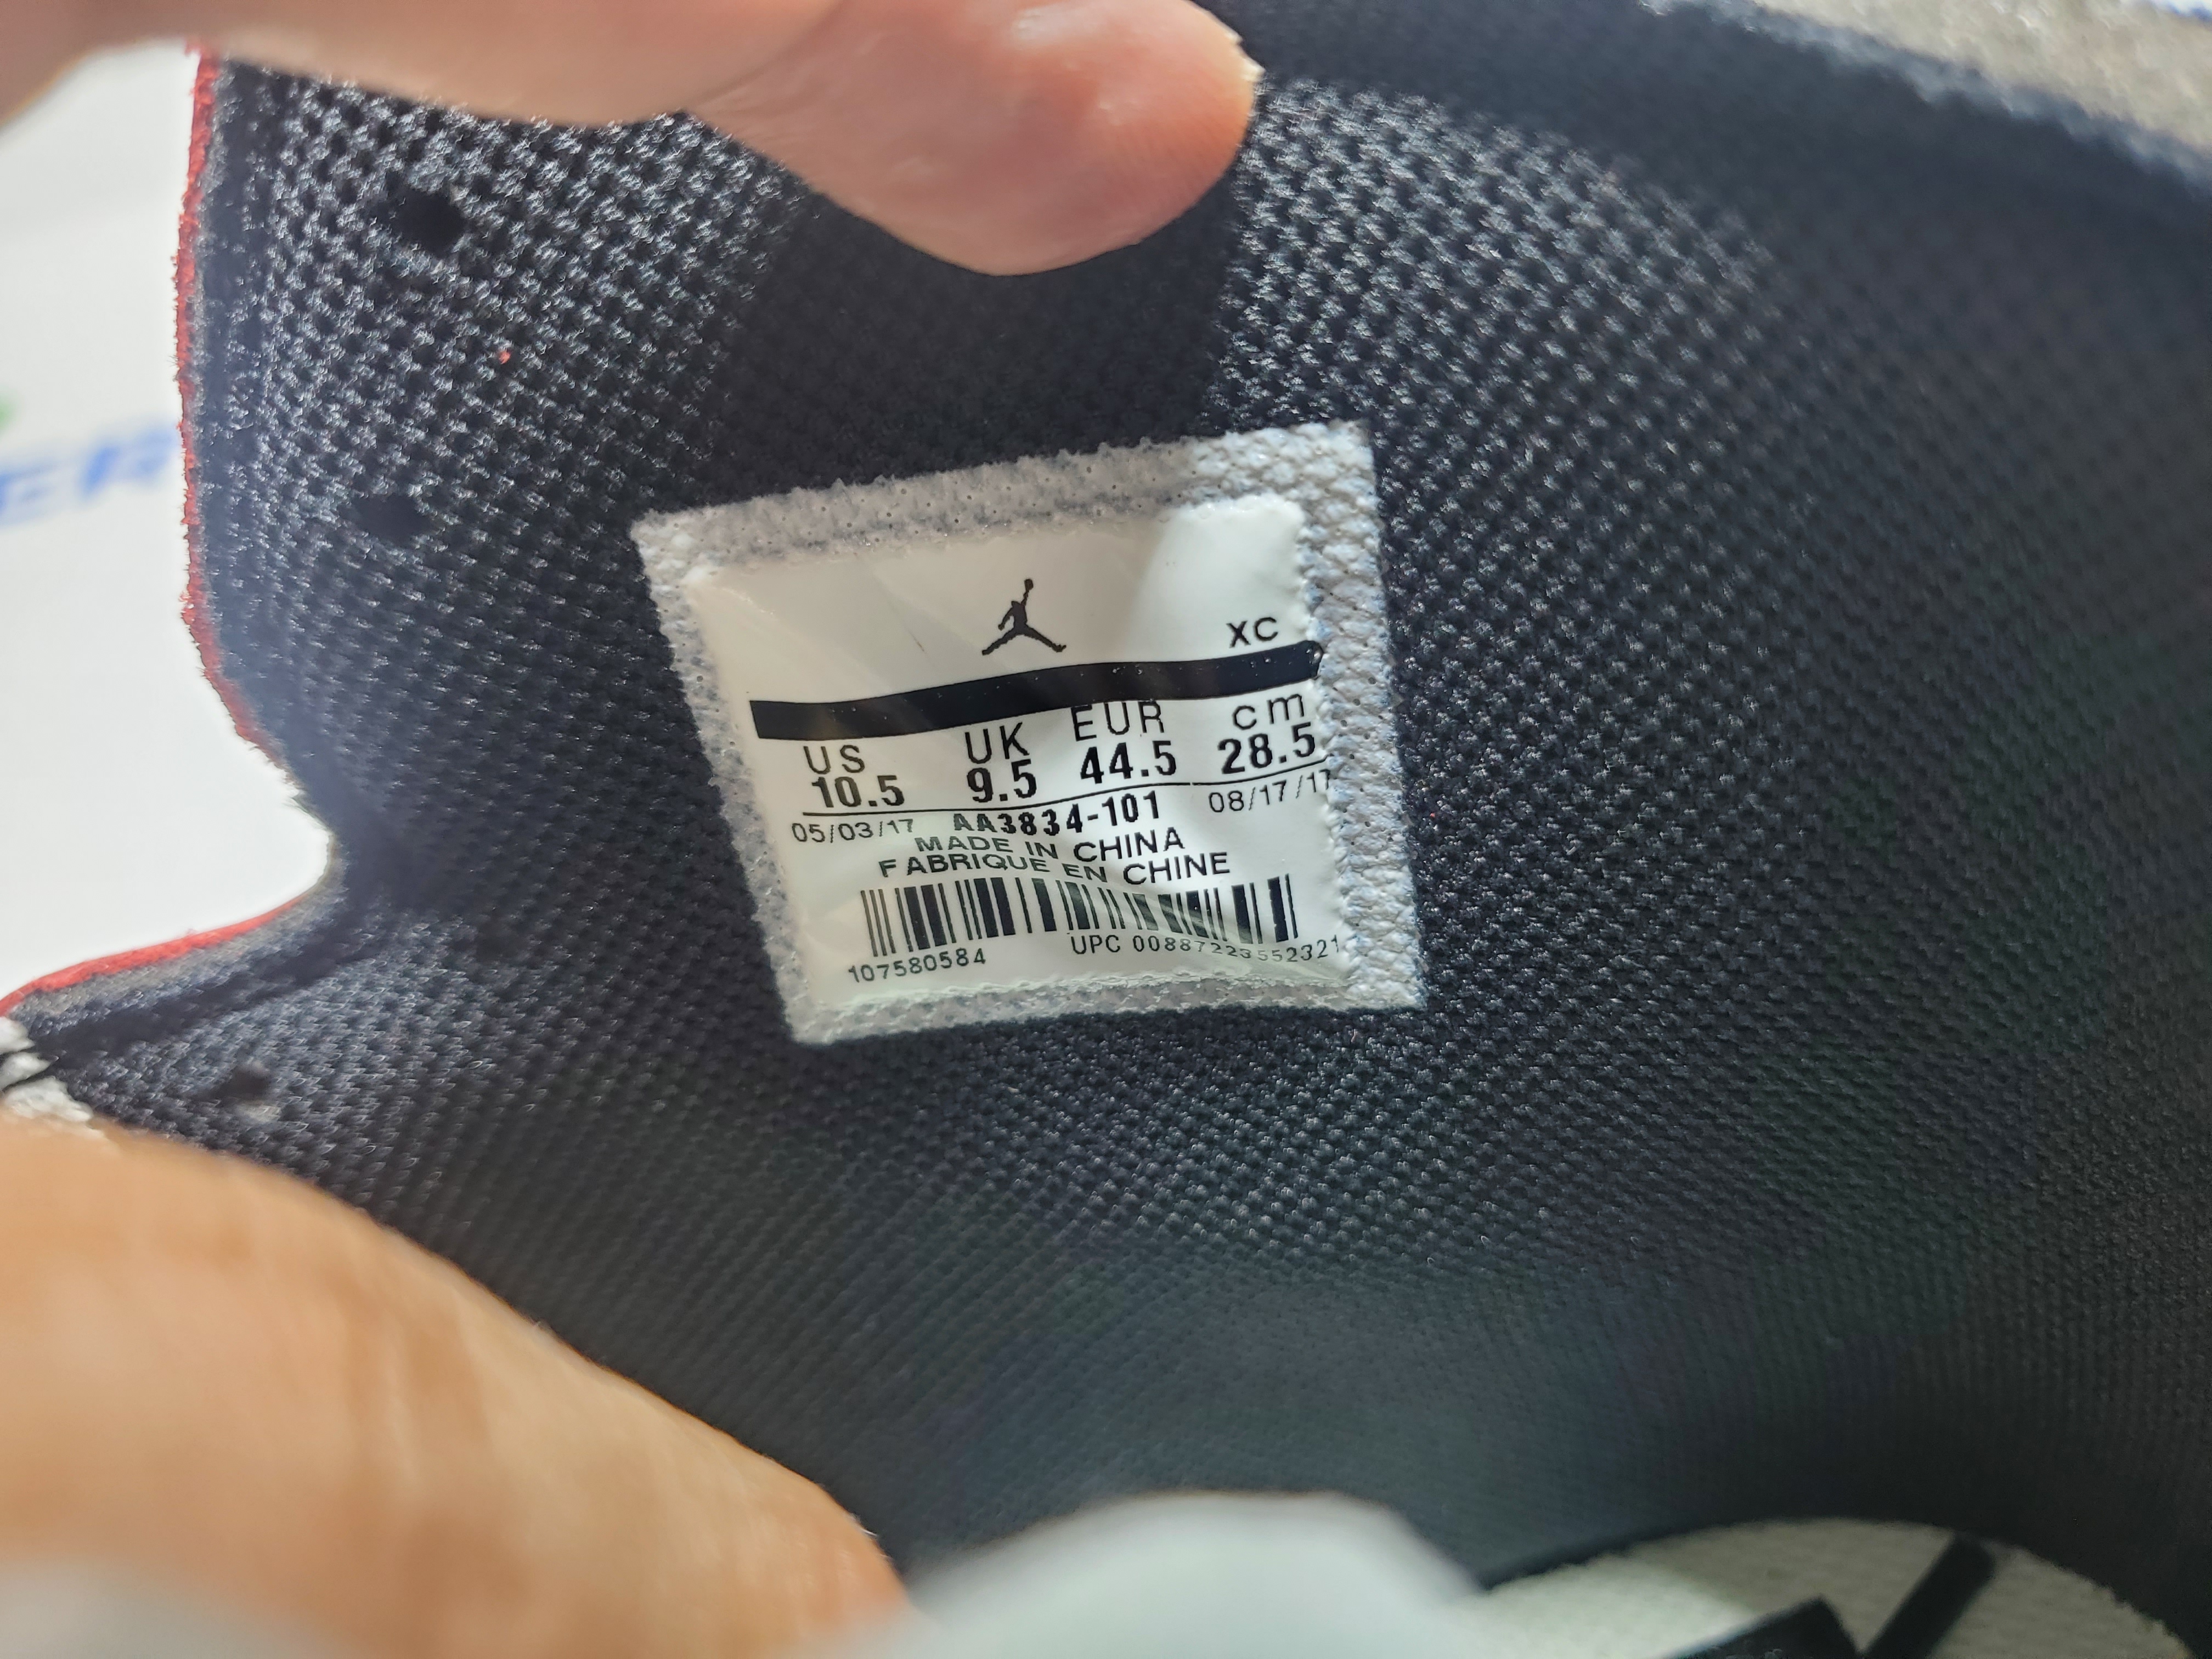 XC
US UK EUR cm
10.5 9.5 44.5 28.5
05/03/17 AA3834-101 08/17/17
MADE IN CHINA
FABRIQUE EN CHINE
107580584 UPC 00887223552321